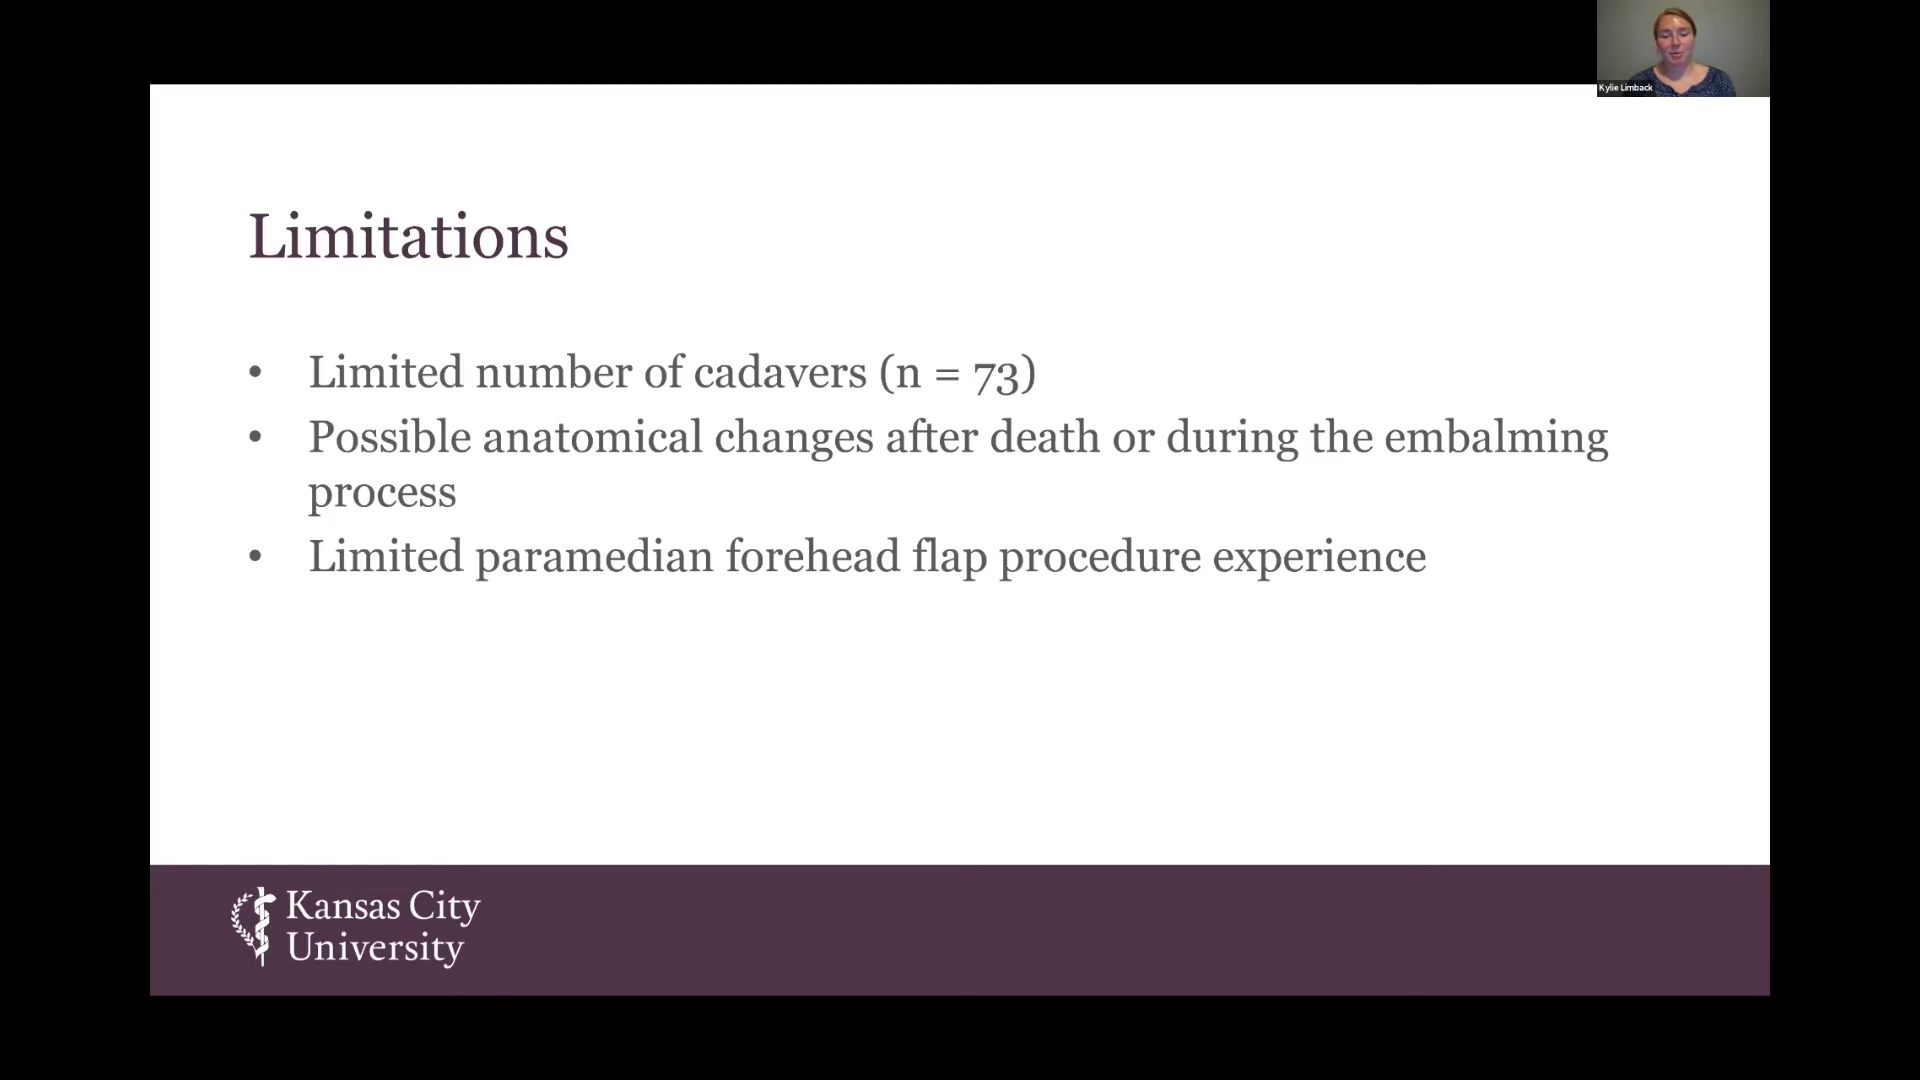 Kylie Limback
Limitations
• Limited number of cadavers (n = 73)
• Possible anatomical changes after death or during the embalming
process
• Limited paramedian forehead flap procedure experience
Kansas City
University